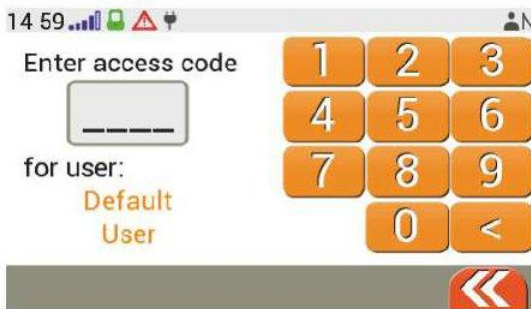 14 59
N
Enter access code
_ _ _ _
for user:
Default
User
1 2 3
4 5 6
7 8 9
0 <